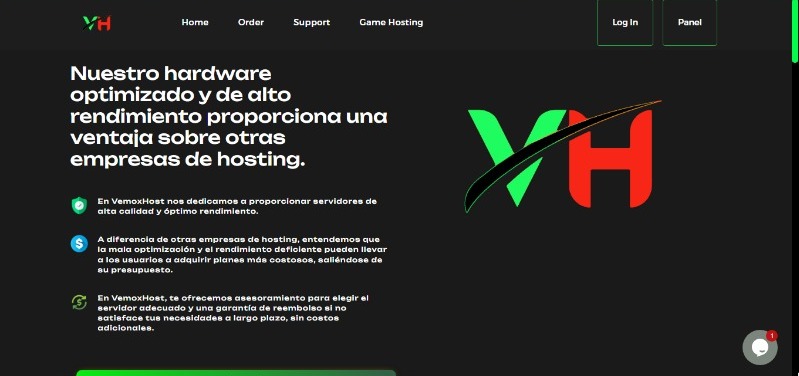 VH
Home Order Support Game Hosting Log In Panel
Nuestro hardware
optimizado y de alto
rendimiento proporciona una
ventaja sobre otras
empresas de hosting.
VH
En VemoxHost nos dedicamos a proporcionar servidores de
alta calidad y óptimo rendimiento.
$
A diferencia de otras empresas de hosting, entendemos que
la mala optimización y el rendimiento deficiente pueden llevar
a los usuarios a adquirir planes más costosos, saliéndose de
su presupuesto.
$
En VemoxHost, te ofrecemos asesoramiento para elegir el
servidor adecuado y una garantía de reembolso si no
satisface tus necesidades a largo plazo, sin costos
adicionales.
1